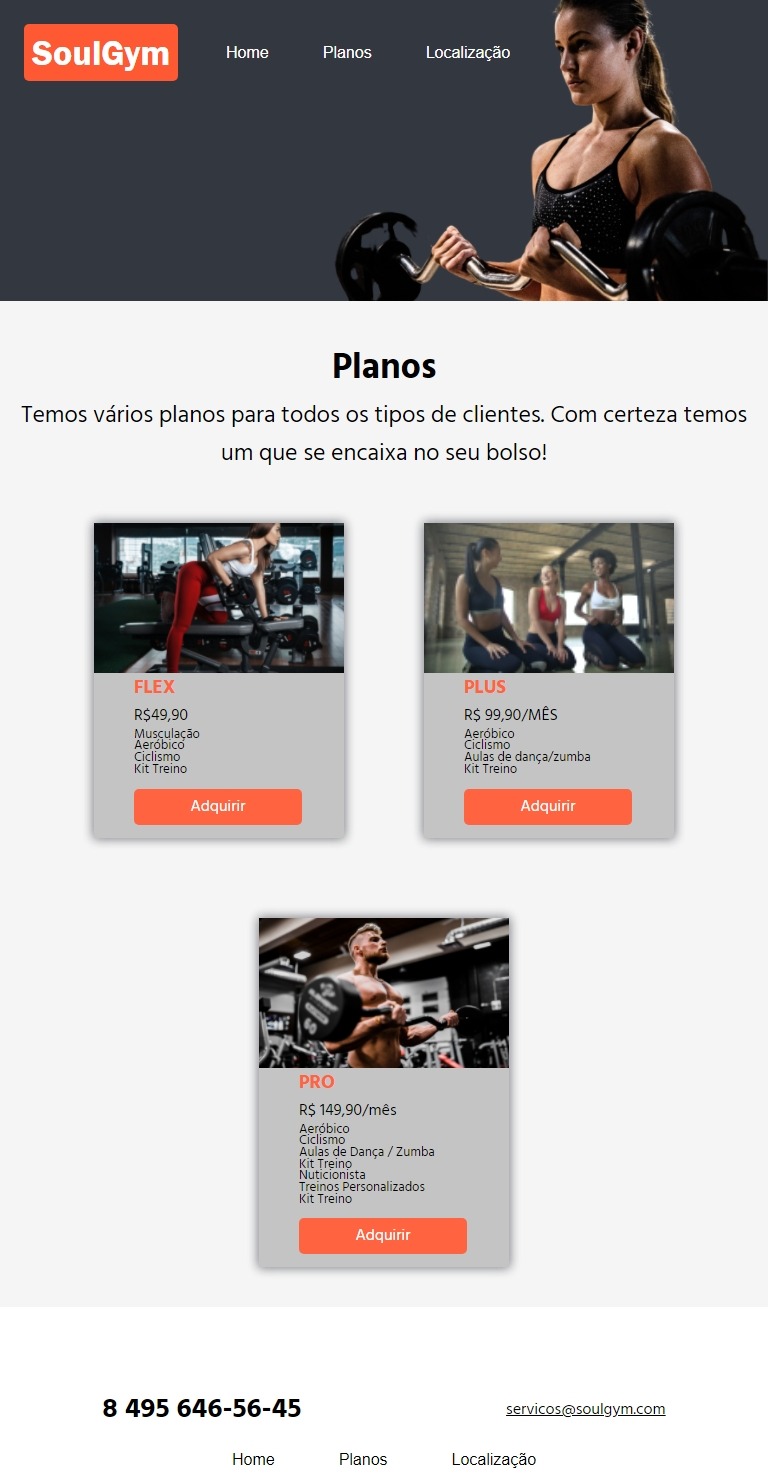 SoulGym
Home Planos Localização
Planos
Temos vários planos para todos os tipos de clientes. Com certeza temos
um que se encaixa no seu bolso!
FLEX
R$49,90
Musculação
Aeróbico
Ciclismo
Kit Treino
Adquirir
PLUS
R$ 99,90/MÊS
Aeróbico
Ciclismo
Aulas de dança/zumba
Kit Treino
Adquirir
PRO
R$ 149,90/mês
Aeróbico
Ciclismo
Aulas de Dança / Zumba
Kit Treino
Nuticionista
Treinos Personalizados
Kit Treino
Adquirir
8 495 646-56-45
servicos@soulgym.com
Home Planos Localização